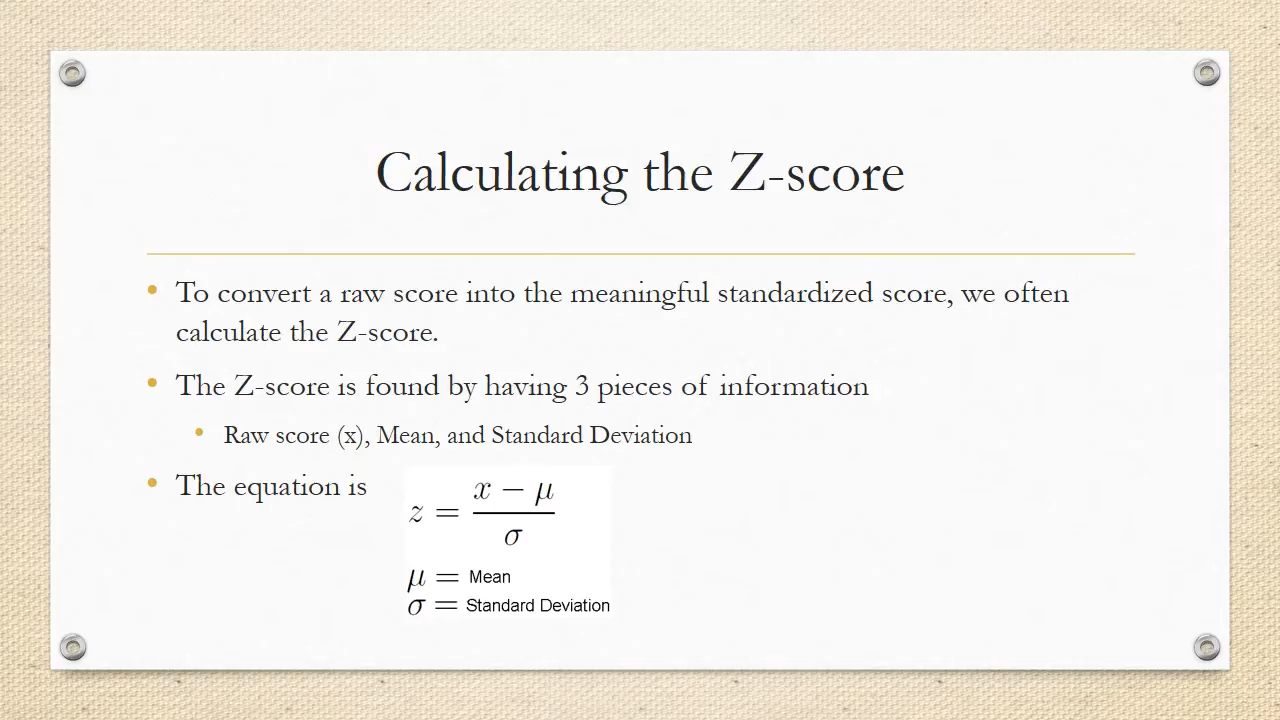 Calculating the Z-score
• To convert a raw score into the meaningful standardized score, we often
calculate the Z-score.
• The Z-score is found by having 3 pieces of information
• Raw score (x), Mean, and Standard Deviation
• The equation is
z = (x − μ) / σ
μ = Mean
σ = Standard Deviation